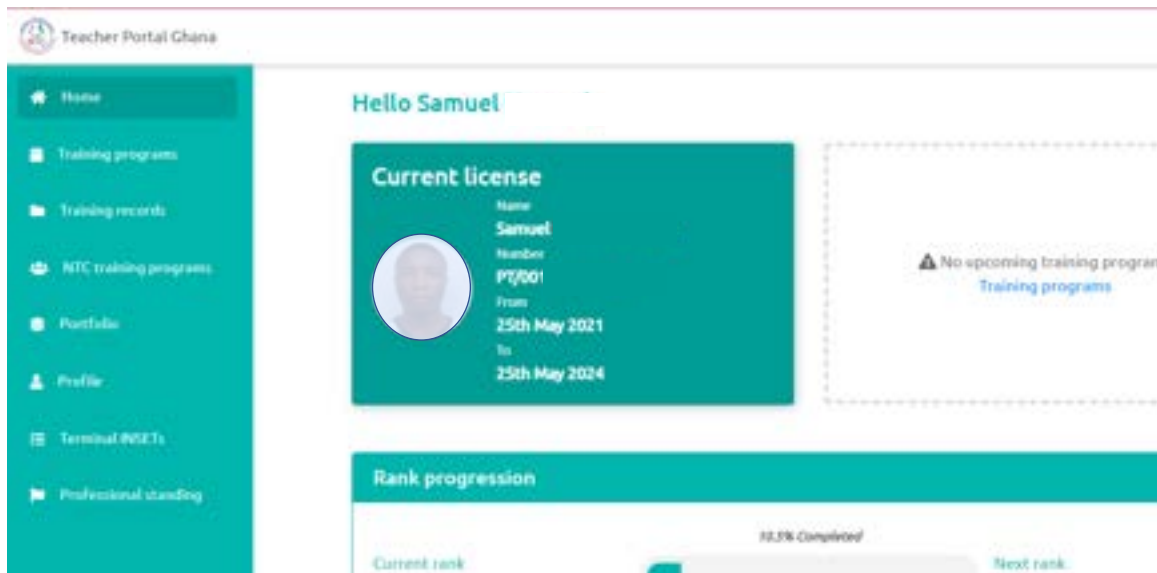 Teacher Portal Ghana
Home
Training programs
Training records
NTC training programs
Portfolio
Profile
Terminal INSETs
Professional standing
Hello Samuel
Current license
Name
Samuel
Number
PT/001
From
25th May 2021
To
25th May 2024
No upcoming training program
Training programs
Rank progression
10.5% Completed
Current rank
Next rank